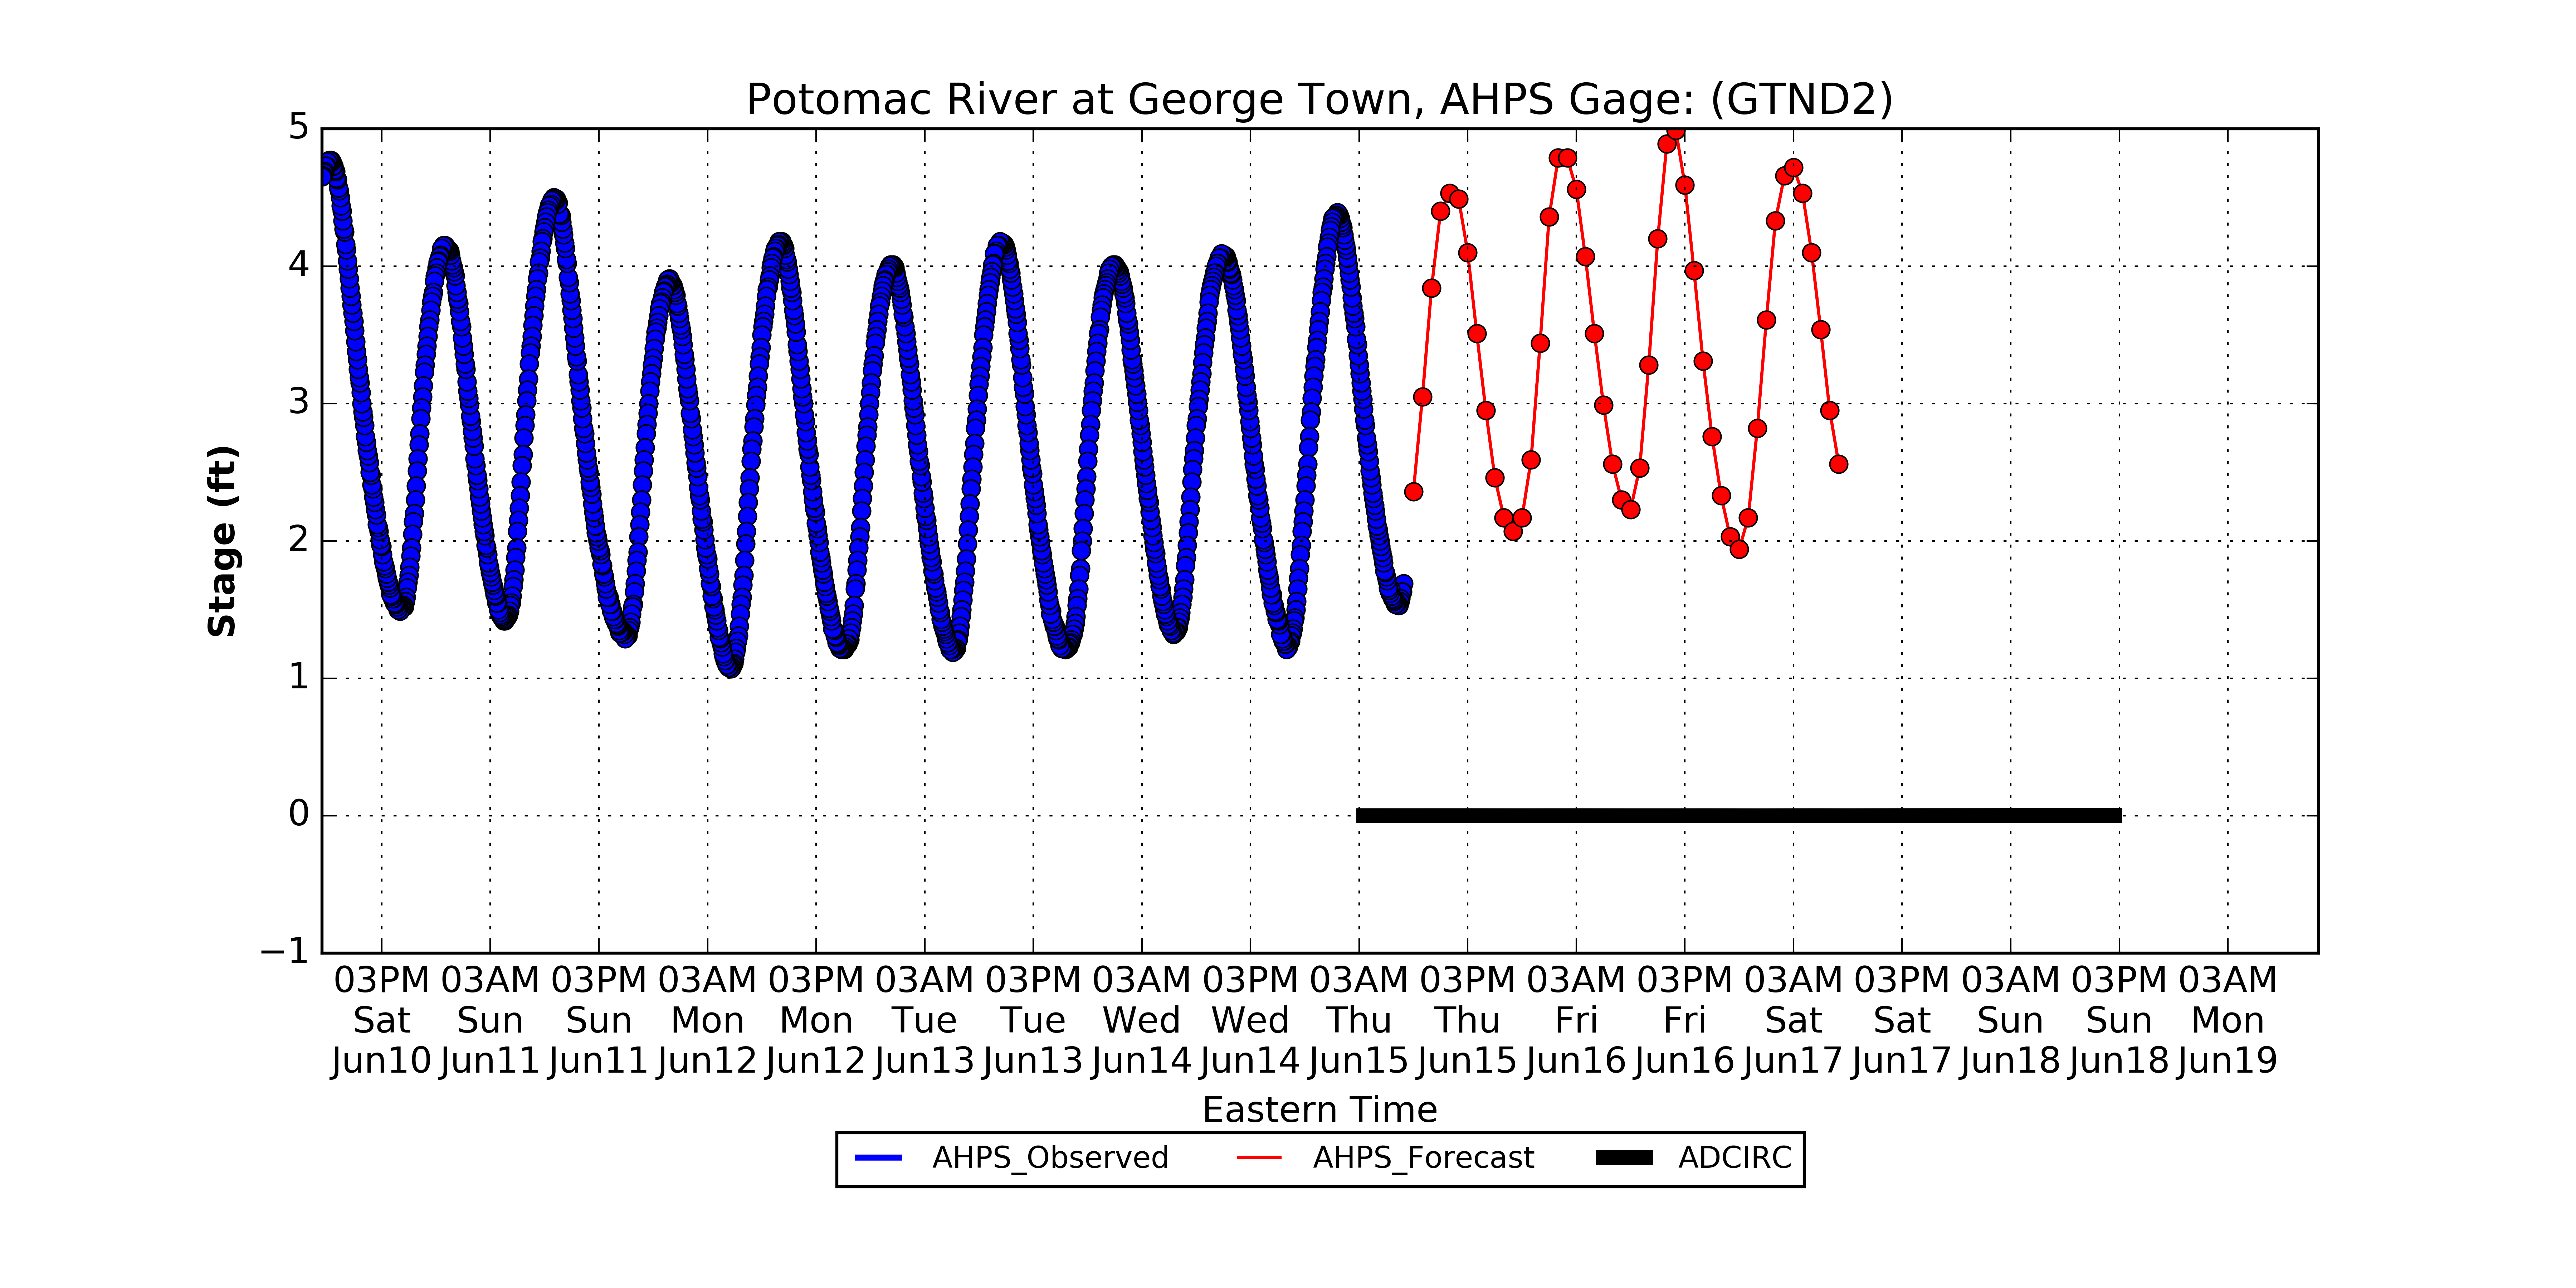 Potomac River at George Town, AHPS Gage: (GTND2)
5
4
3
2
1
0
−1
Stage (ft)
03PM 03AM 03PM 03AM 03PM 03AM 03PM 03AM 03PM 03AM 03PM 03AM 03PM 03AM 03PM 03AM 03PM 03AM
Sat Sun Sun Mon Mon Tue Tue Wed Wed Thu Thu Fri Fri Sat Sat Sun Sun Mon
Jun10 Jun11 Jun11 Jun12 Jun12 Jun13 Jun13 Jun14 Jun14 Jun15 Jun15 Jun16 Jun16 Jun17 Jun17 Jun18 Jun18 Jun19
Eastern Time
AHPS_Observed AHPS_Forecast ADCIRC